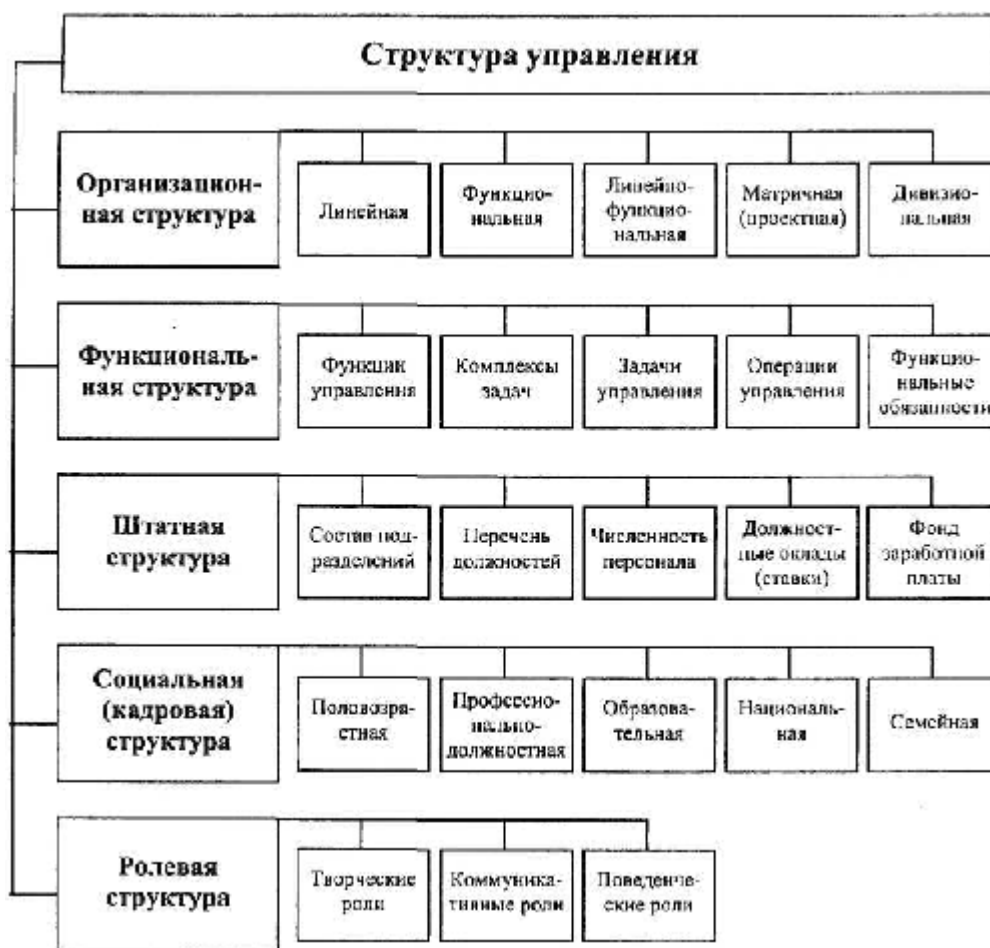 Структура управления
Организацион-
ная структура
Линейная
Функцио-
нальная
Линейно-
функцио-
нальная
Матричная
(проектная)
Дивизио-
нальная
Функциональ-
ная структура
Функции
управления
Комплексы
задач
Задачи
управления
Операции
управления
Функцио-
нальные
обязанности
Штатная
структура
Состав под-
разделений
Перечень
должностей
Численность
персонала
Должност-
ные оклады
(ставки)
Фонд
заработной
платы
Социальная
(кадровая)
структура
Половозра-
стная
Профессио-
нально-
должностная
Образова-
тельная
Националь-
ная
Семейная
Ролевая
структура
Творческие
роли
Коммуника-
тивные роли
Поведенче-
ские роли